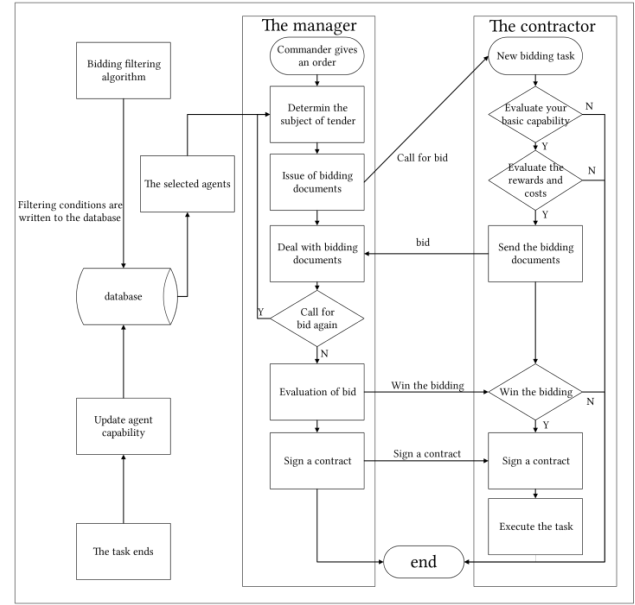 The manager
The contractor
Bidding filtering
algorithm
Commander gives
an order
New bidding task
Determin the
subject of tender
Evaluate your
basic capability
N
Y
Call for bid
The selected agents
Issue of bidding
documents
Evaluate the
rewards and
costs
N
Y
Filtering conditions are
written to the database
Deal with bidding
documents
bid
Send the bidding
documents
database
Y
Call for
bid again
N
Evaluation of bid
Win the bidding
Win the bidding
N
Y
Update agent
capability
Sign a contract
Sign a contract
Sign a contract
Execute the task
The task ends
end